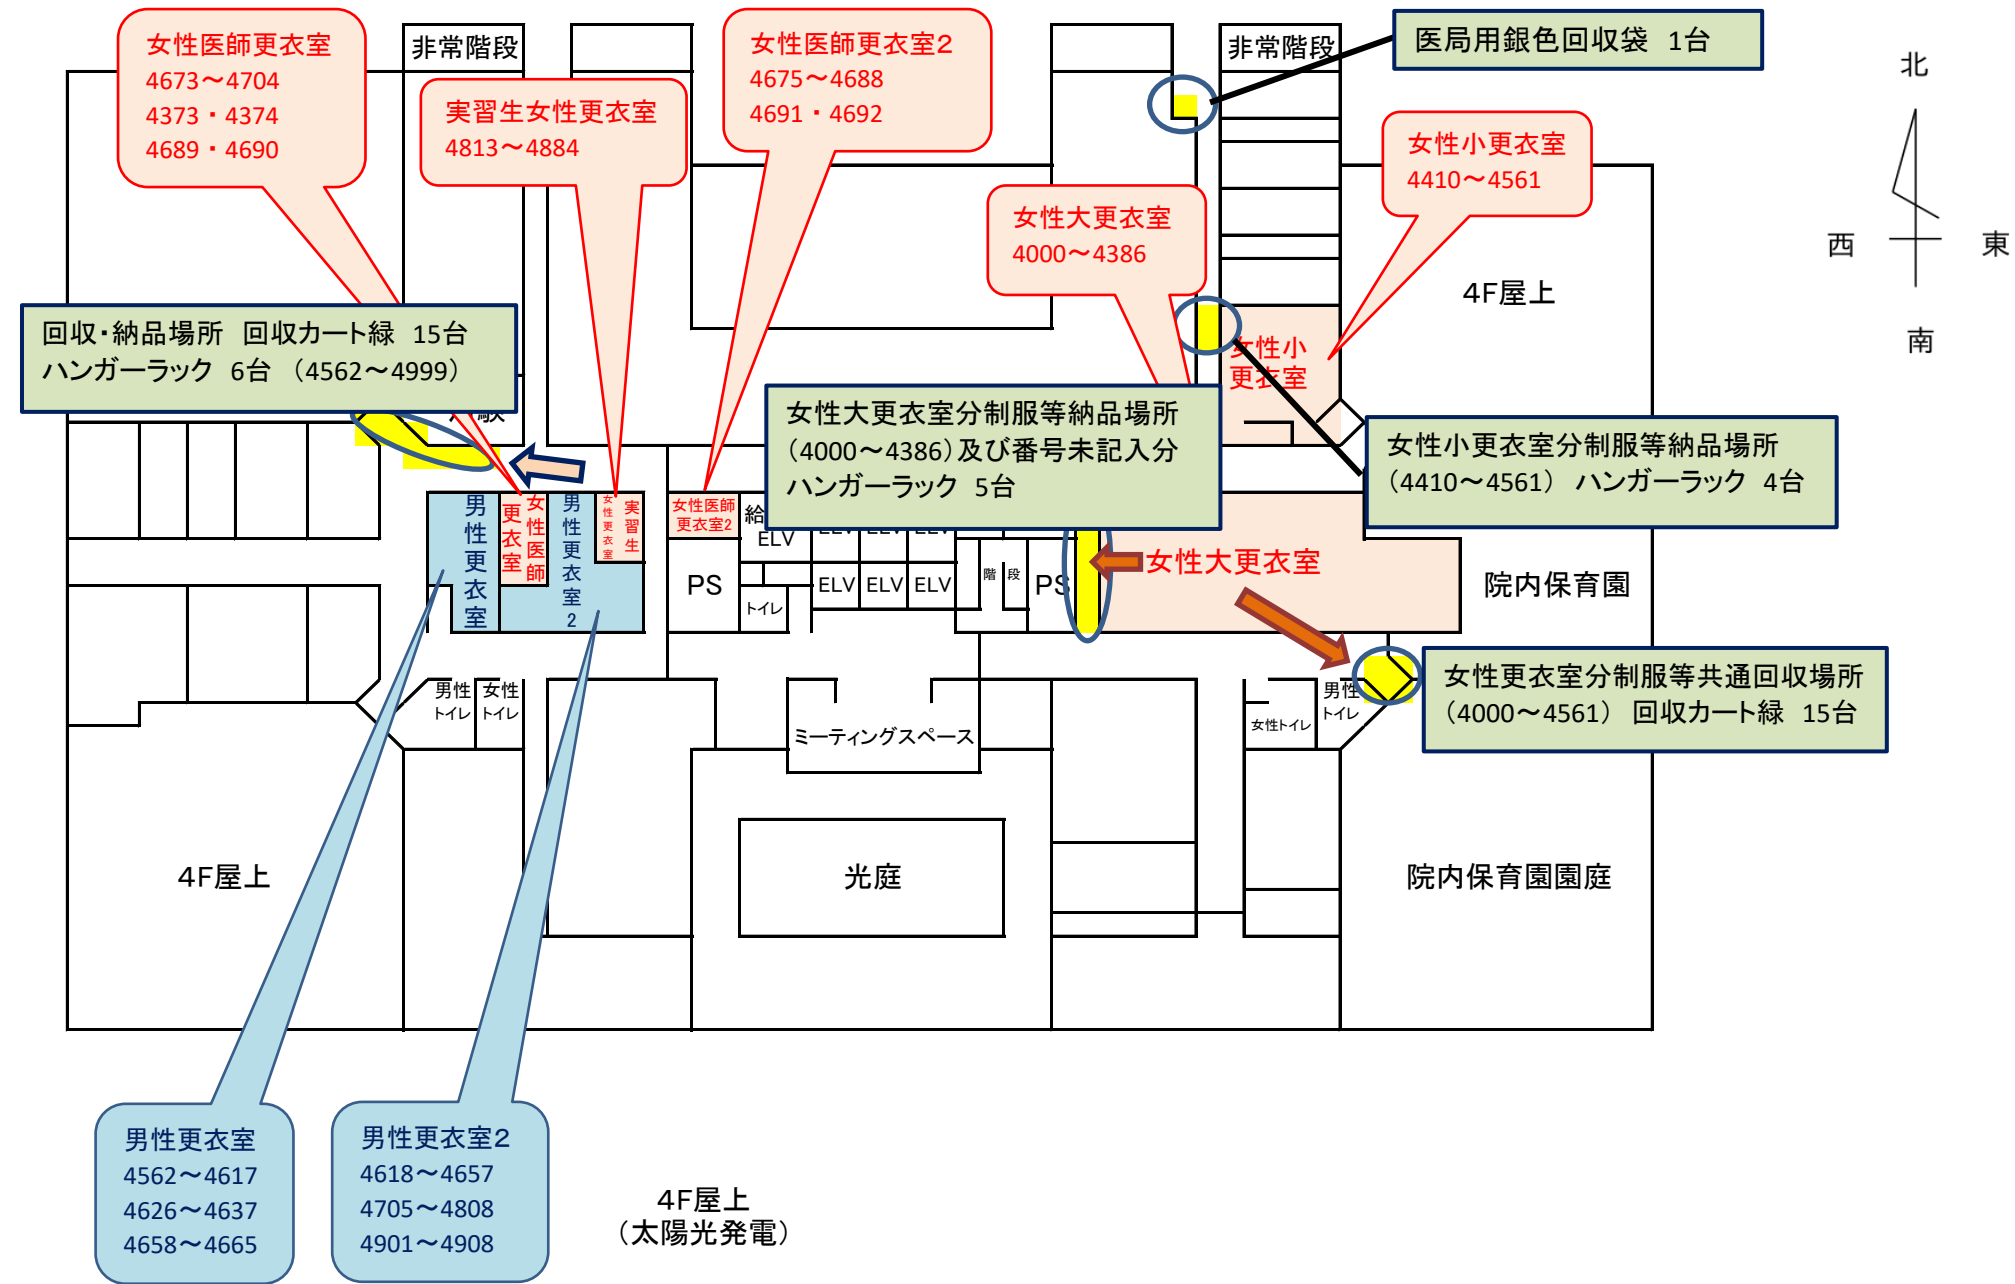 女性医師更衣室
4673～4704
4373・4374
4689・4690
非常階段
実習生女性更衣室
4813～4884
女性医師更衣室２
4675～4688
4691・4692
非常階段
医局用銀色回収袋 1台
北
西
東
南
女性小更衣室
4410～4561
女性大更衣室
4000～4386
4F屋上
回収・納品場所 回収カート緑 15台
ハンガーラック 6台 （4562～4999）
女性小
更衣室
女性大更衣室分制服等納品場所
（4000～4386）及び番号未記入分
ハンガーラック 5台
女性小更衣室分制服等納品場所
（4410～4561） ハンガーラック 4台
男性更衣室
女性医師
更衣室
男性更衣室2
実習生
女性更衣室
女性医師
更衣室2
給
ELV
ELV
ELV
ELV
PS
トイレ
ELV
ELV
ELV
階段
PS
女性大更衣室
院内保育園
男性
トイレ
女性
トイレ
ミーティングスペース
女性トイレ
男性
トイレ
女性更衣室分制服等共通回収場所
（4000～4561） 回収カート緑 15台
4F屋上
光庭
院内保育園園庭
男性更衣室
4562～4617
4626～4637
4658～4665
男性更衣室２
4618～4657
4705～4808
4901～4908
4F屋上
（太陽光発電）